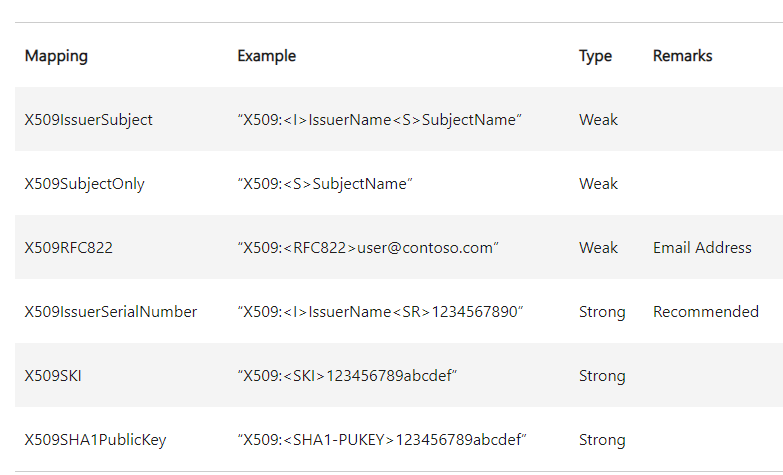 Mapping Example Type Remarks
X509IssuerSubject “X509:<I>IssuerName<S>SubjectName” Weak
X509SubjectOnly “X509:<S>SubjectName” Weak
X509RFC822 “X509:<RFC822>user@contoso.com” Weak Email Address
X509IssuerSerialNumber “X509:<I>IssuerName<SR>1234567890” Strong Recommended
X509SKI “X509:<SKI>123456789abcdef” Strong
X509SHA1PublicKey “X509:<SHA1-PUKEY>123456789abcdef” Strong